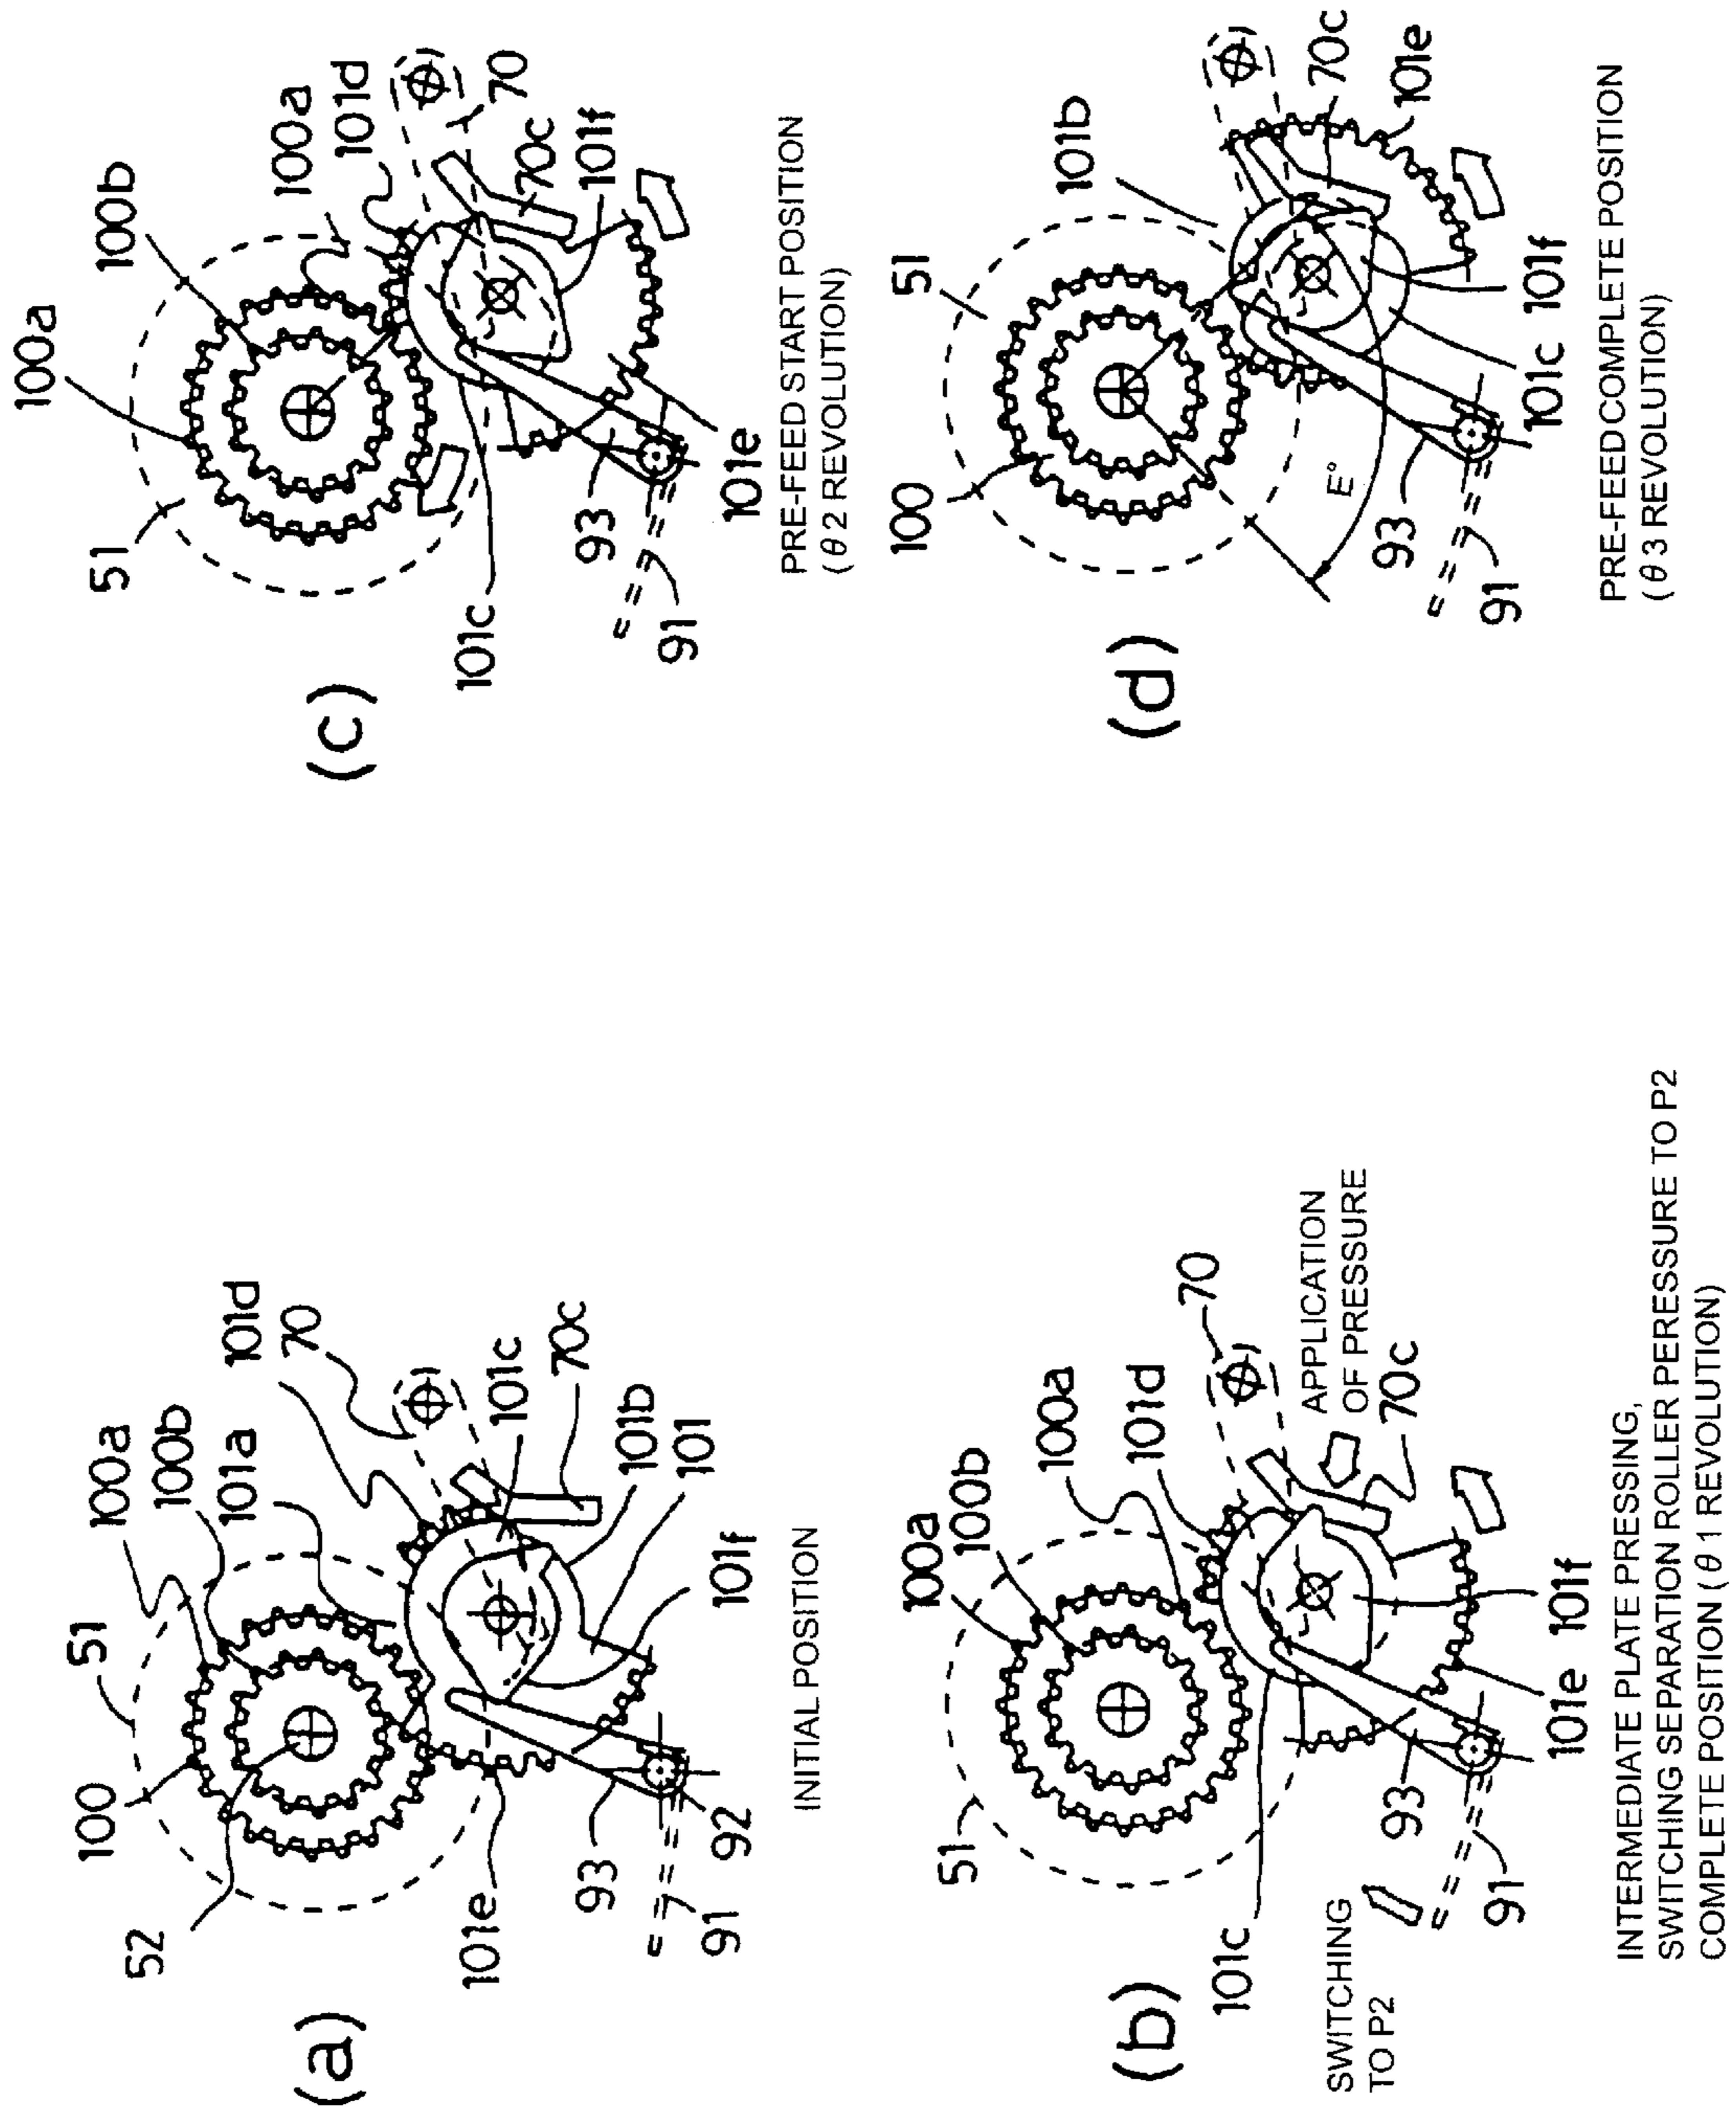 (a)
51
100
100a
100b
101a
101d
70
52
101c
70c
101b
101
101f
101e
93
91
92
INITIAL POSITION
(b)
51
100a
100b
100a
101d
70
APPLICATION
OF PRESSURE
70c
101c
SWITCHING
TO P2
93
91
101e
101f
INTERMEDIATE PLATE PRESSING,
SWITCHING SEPARATION ROLLER PERESSURE TO P2
COMPLETE POSITION ( θ 1 REVOLUTION)
(c)
51
100a
100b
100a
101d
70
70c
101f
101c
93
91
101e
PRE-FEED START POSITION
( θ 2 REVOLUTION)
(d)
100
51
101b
70c
101e
E°
93
91
101c
101f
PRE-FEED COMPLETE POSITION
( θ 3 REVOLUTION)